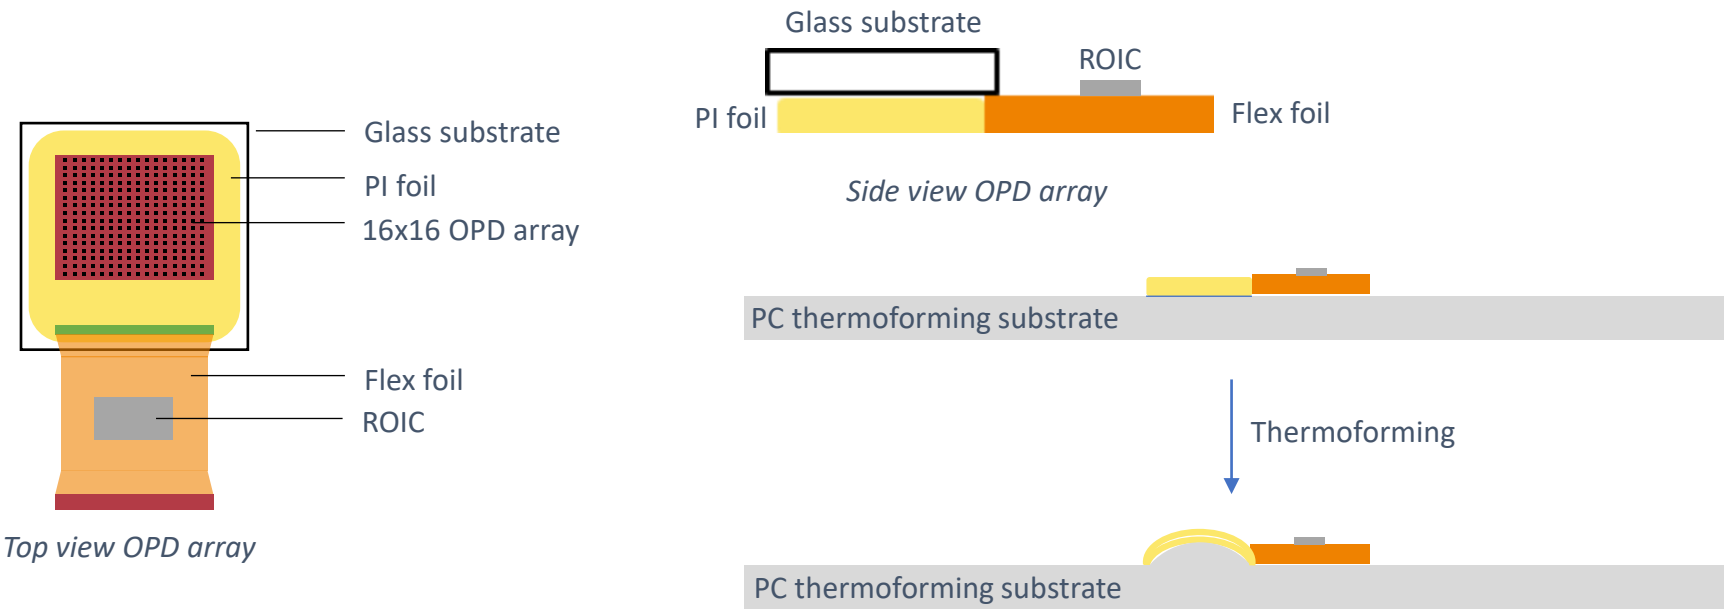 Glass substrate
PI foil
16x16 OPD array
Flex foil
ROIC
Top view OPD array
Glass substrate
ROIC
PI foil
Flex foil
Side view OPD array
PC thermoforming substrate
Thermoforming
PC thermoforming substrate